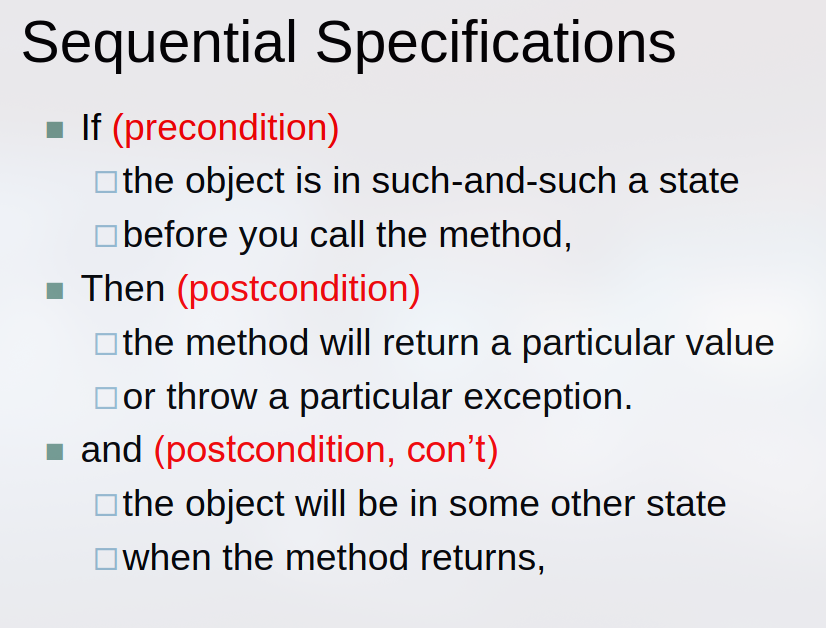 Sequential Specifications
If (precondition)
the object is in such-and-such a state
before you call the method,
Then (postcondition)
the method will return a particular value
or throw a particular exception.
and (postcondition, con’t)
the object will be in some other state
when the method returns,